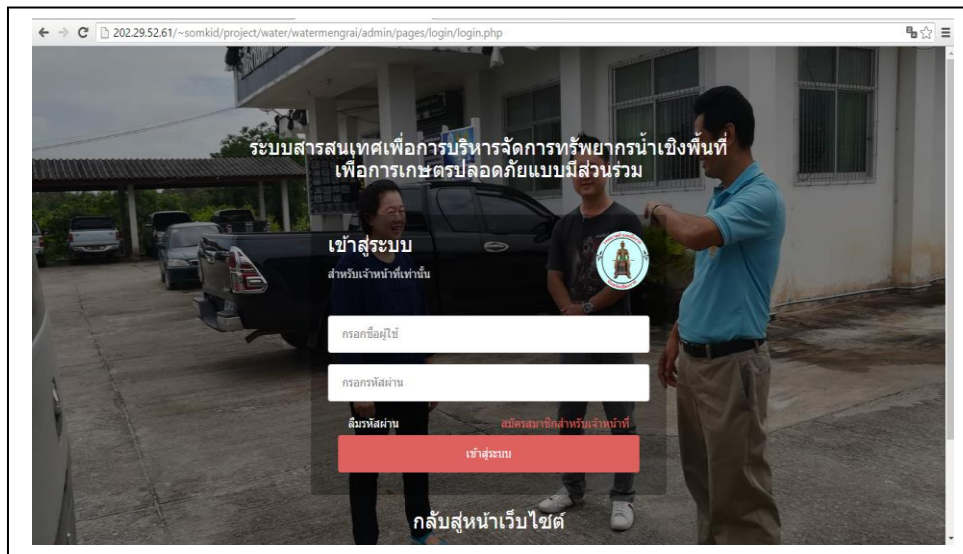 202.29.52.61/~somkid/project/water/watermengrai/admin/pages/login/login.php
ระบบสารสนเทศเพื่อการบริหารจัดการทรัพยากรน้ำเชิงพื้นที่
เพื่อการเกษตรปลอดภัยแบบมีส่วนร่วม
เข้าสู่ระบบ
สำหรับเจ้าหน้าที่เท่านั้น
กรอกชื่อผู้ใช้
กรอกรหัสผ่าน
ลืมรหัสผ่าน สมัครสมาชิกสำหรับเจ้าหน้าที่
เข้าสู่ระบบ
กลับสู่หน้าเว็บไซต์